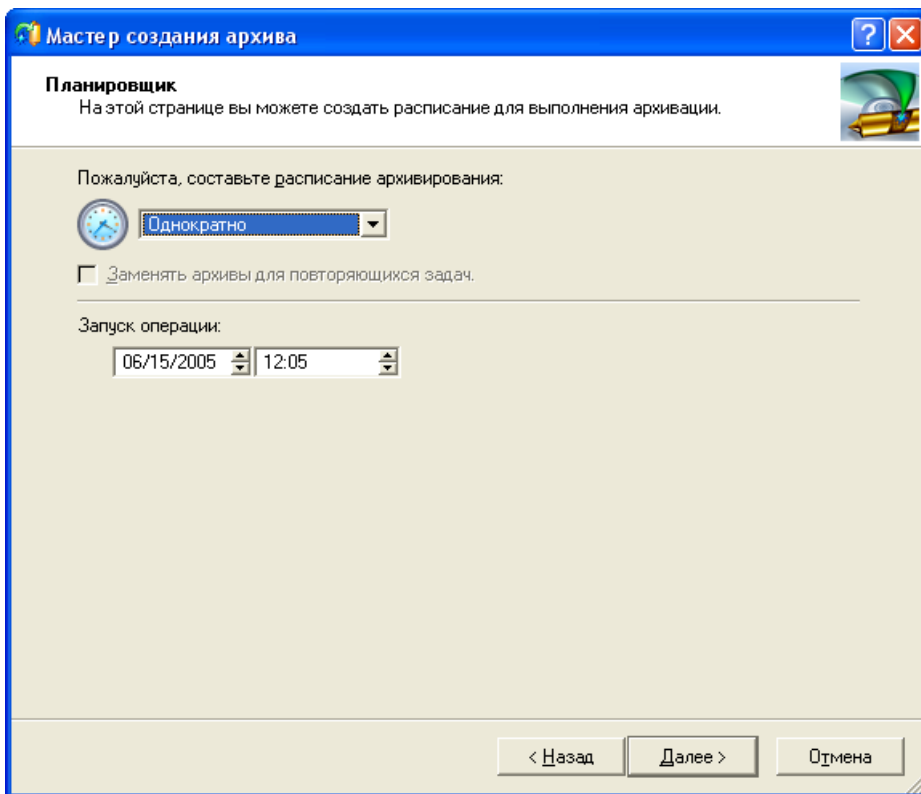 Мастер создания архива
Планировщик
На этой странице вы можете создать расписание для выполнения архивации.
Пожалуйста, составьте расписание архивирования:
Однократно
Заменять архивы для повторяющихся задач.
Запуск операции:
06/15/2005 12:05
< Назад Далее > Отмена